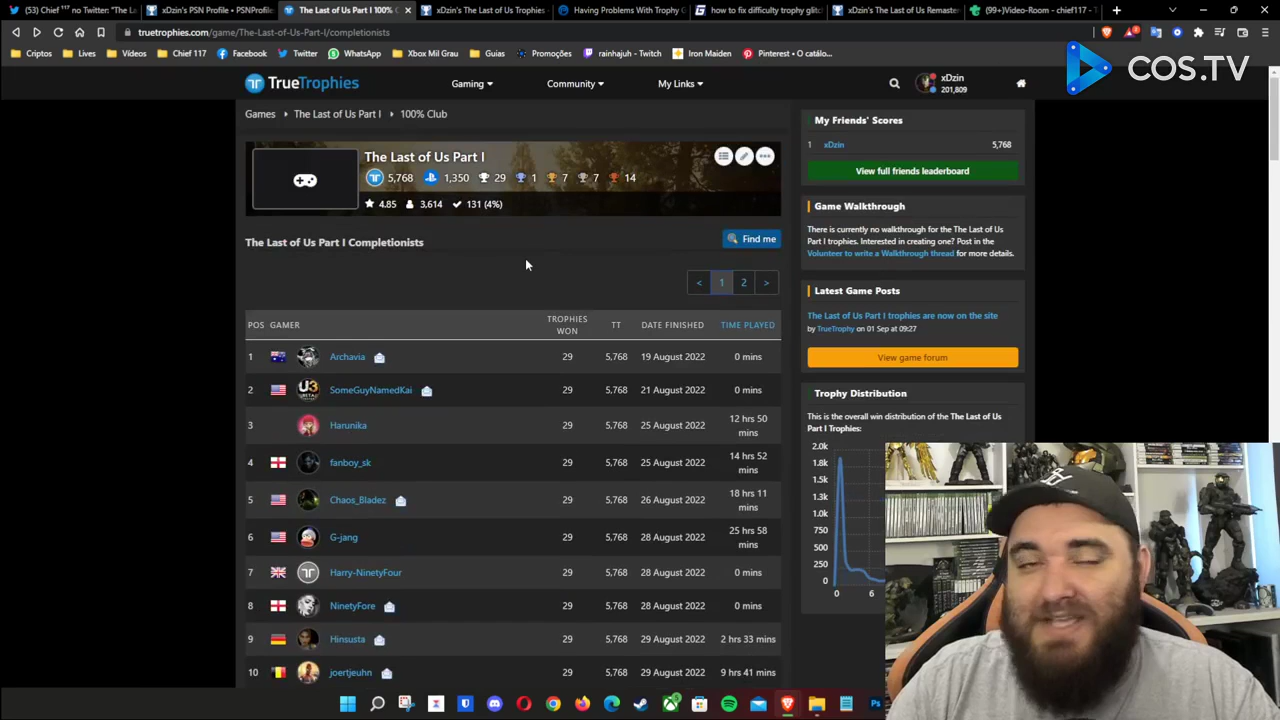 (53) Chief ¹¹⁷ no Twitter: "The La
xDzin's PSN Profile • PSNProfile
The Last of Us Part I 100% C
xDzin's The Last of Us Trophies •
Having Problems With Trophy G
how to fix difficulty trophy glitc
xDzin's The Last of Us Remaste
(99+)Video-Room - chief117 - T
truetrophies.com/game/The-Last-of-Us-Part-I/completionists
Criptos
Lives
Vídeos
Chief 117
Facebook
Twitter
WhatsApp
Xbox Mil Grau
Guias
Promoções
rainhajuh - Twitch
Iron Maiden
Pinterest • O catálo...
COS.TV
TrueTrophies
Gaming
Community
My Links
xDzin
201,809
Games
The Last of Us Part I
100% Club
The Last of Us Part I
5,768
1,350
29
1
7
7
14
4.85
3,614
131 (4%)
The Last of Us Part I Completionists
Find me
< 1 2 >
POS GAMER TROPHIES WON TT DATE FINISHED TIME PLAYED
1 Archavia 29 5,768 19 August 2022 0 mins
2 SomeGuyNamedKai 29 5,768 21 August 2022 0 mins
3 Harunika 29 5,768 25 August 2022 12 hrs 50 mins
4 fanboy_sk 29 5,768 25 August 2022 14 hrs 52 mins
5 Chaos_Bladez 29 5,768 26 August 2022 18 hrs 11 mins
6 G-jang 29 5,768 28 August 2022 25 hrs 58 mins
7 Harry-NinetyFour 29 5,768 28 August 2022 0 mins
8 NinetyFore 29 5,768 28 August 2022 0 mins
9 Hinsusta 29 5,768 29 August 2022 2 hrs 33 mins
10 joertjeuhn 29 5,768 29 August 2022 9 hrs 41 mins
My Friends' Scores
1 xDzin 5,768
View full friends leaderboard
Game Walkthrough
There is currently no walkthrough for the The Last of Us
Part I trophies. Interested in creating one? Post in the
Volunteer to write a Walkthrough thread for more details.
Latest Game Posts
The Last of Us Part I trophies are now on the site
by TrueTrophy on 01 Sep at 09:27
View game forum
Trophy Distribution
This is the overall win distribution of the The Last of Us
Part I Trophies:
2.0k
1.8k
1.5k
1.3k
1.0k
750
500
250
0
0 6